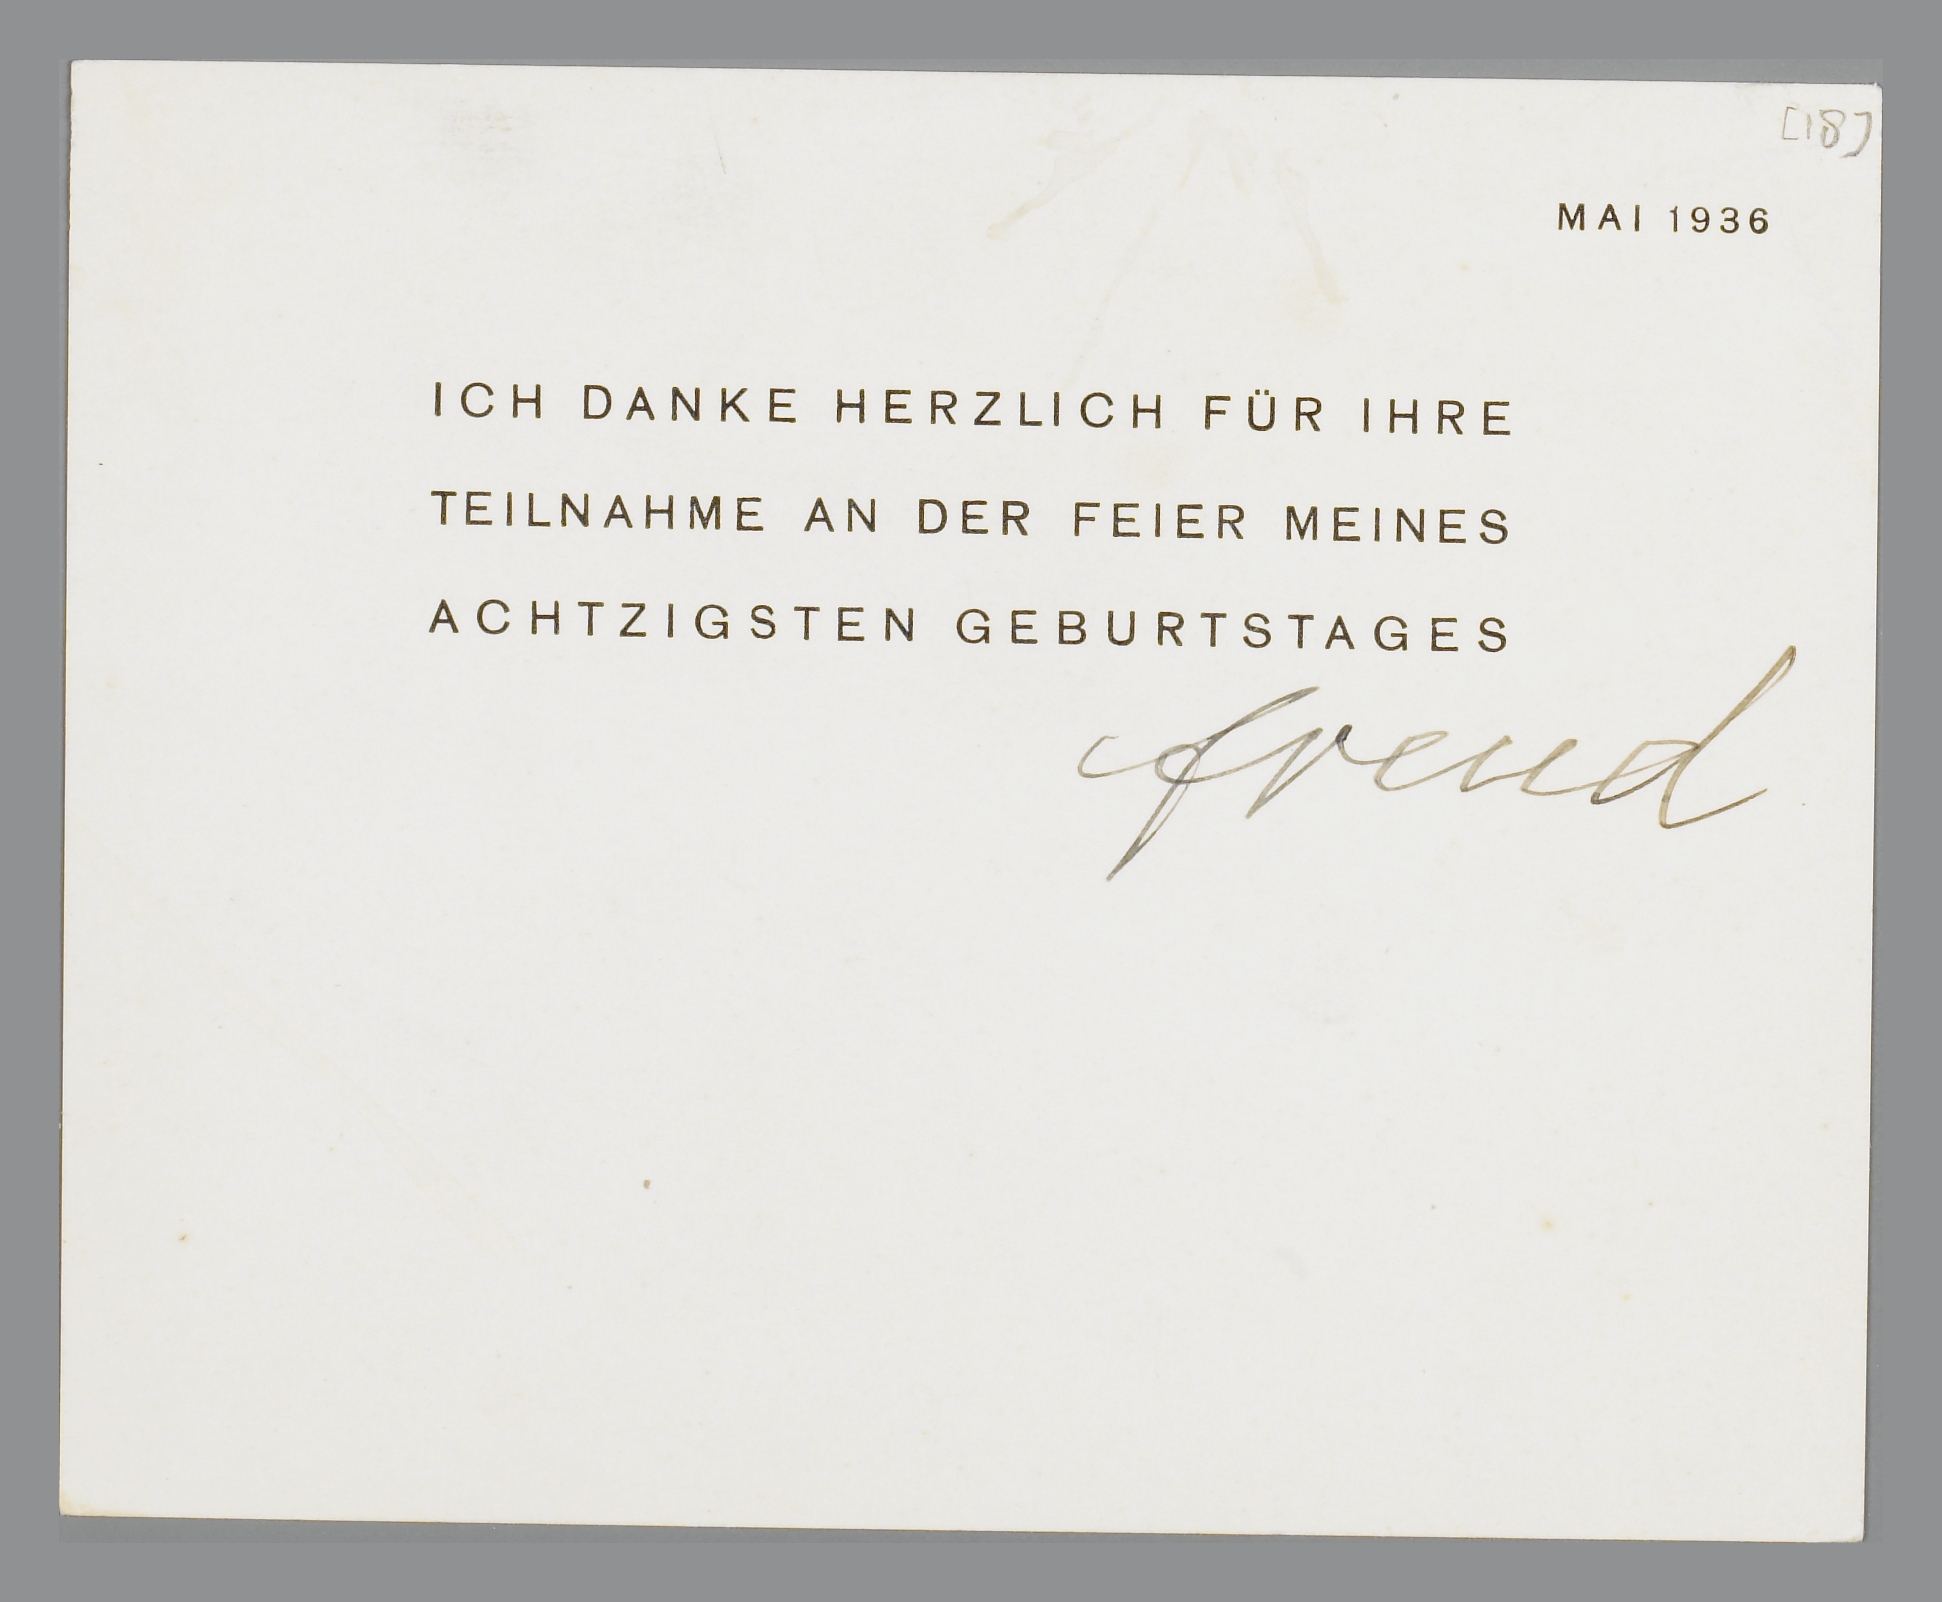 [18]
MAI 1936
ICH DANKE HERZLICH FÜR IHRE
TEILNAHME AN DER FEIER MEINES
ACHTZIGSTEN GEBURTSTAGES
Freud